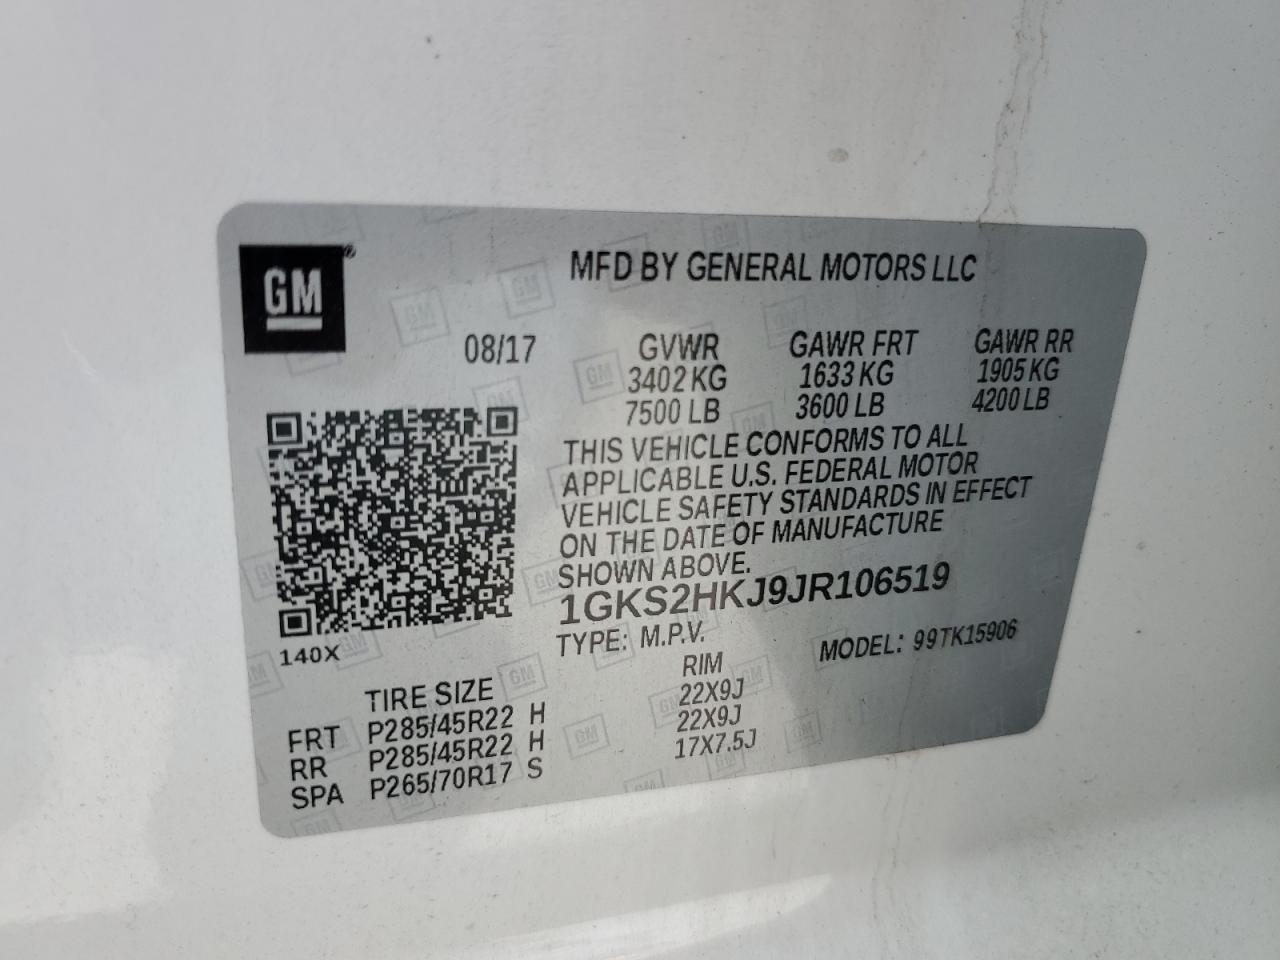 GM®
MFD BY GENERAL MOTORS LLC
08/17
GVWR GAWR FRT GAWR RR
3402 KG 1633 KG 1905 KG
7500 LB 3600 LB 4200 LB
THIS VEHICLE CONFORMS TO ALL
APPLICABLE U.S. FEDERAL MOTOR
VEHICLE SAFETY STANDARDS IN EFFECT
ON THE DATE OF MANUFACTURE
SHOWN ABOVE.
1GKS2HKJ9JR106519
TYPE: M.P.V. MODEL: 99TK15906
140X
TIRE SIZE RIM
FRT P285/45R22 H 22X9J
RR P285/45R22 H 22X9J
SPA P265/70R17 S 17X7.5J